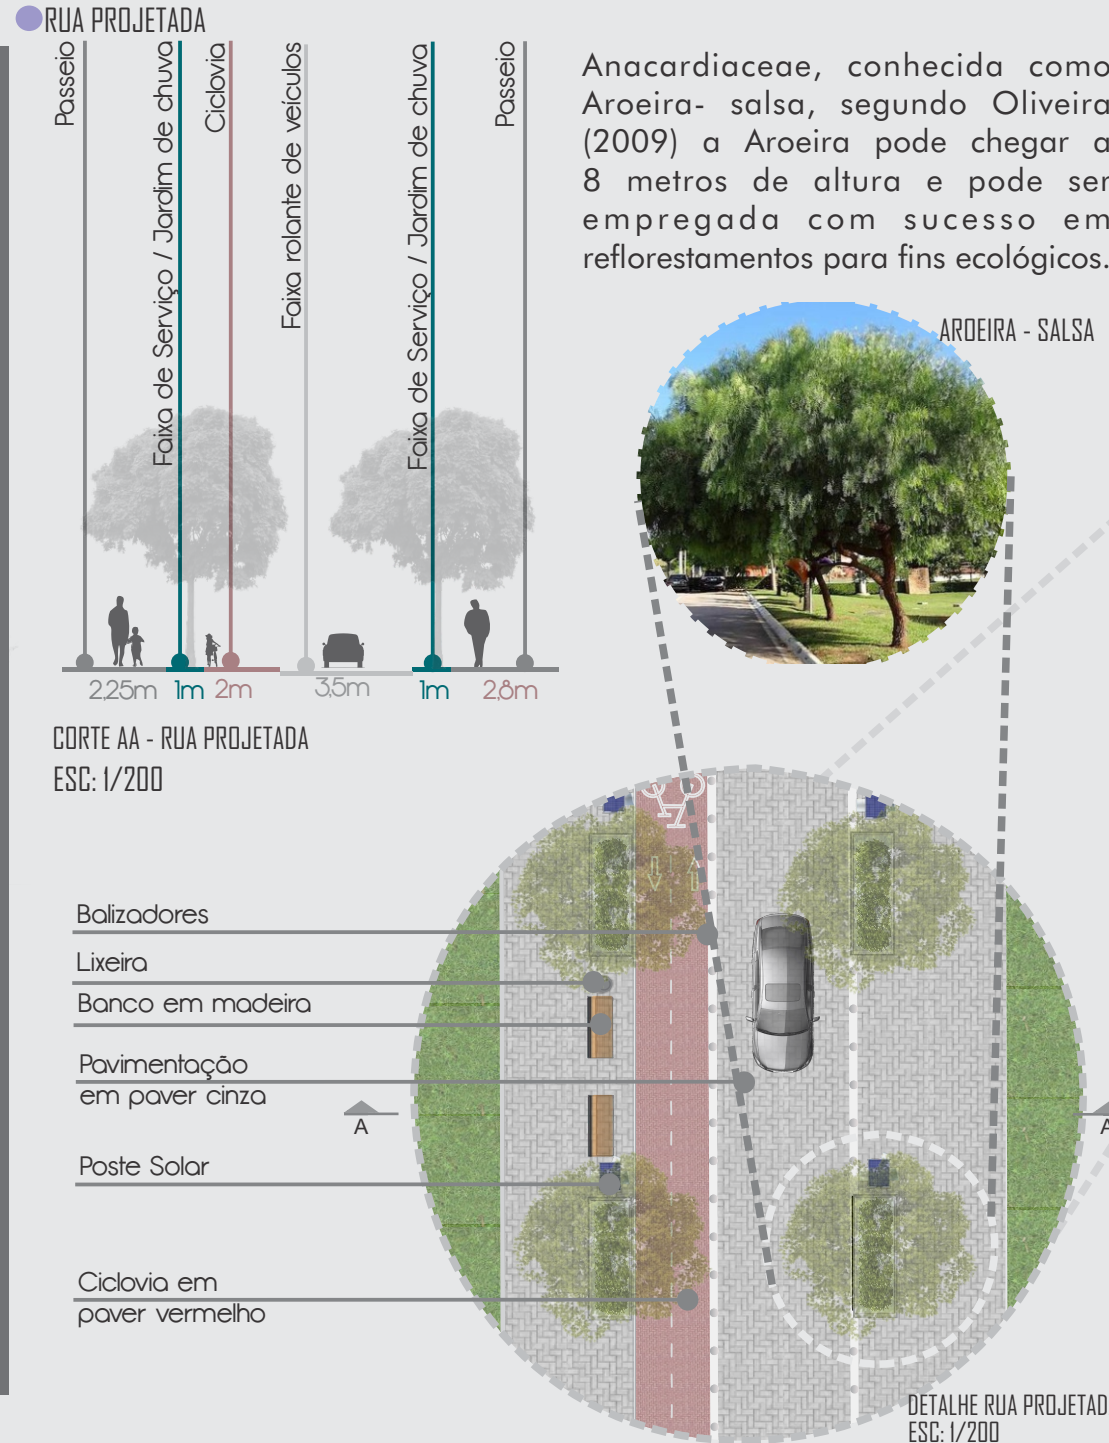 RUA PROJETADA
Passeio
Faixa de Serviço / Jardim de chuva
Ciclovia
Faixa rolante de veículos
Faixa de Serviço / Jardim de chuva
Passeio
2,25m 1m 2m 3,5m 1m 2,8m
CORTE AA - RUA PROJETADA
ESC: 1/200
Anacardiaceae, conhecida como
Aroeira- salsa, segundo Oliveira
(2009) a Aroeira pode chegar a
8 metros de altura e pode ser
empregada com sucesso em
reflorestamentos para fins ecológicos.
AROEIRA - SALSA
Balizadores
Lixeira
Banco em madeira
Pavimentação
em paver cinza
A
A
Poste Solar
Ciclovia em
paver vermelho
DETALHE RUA PROJETAD
ESC: 1/200